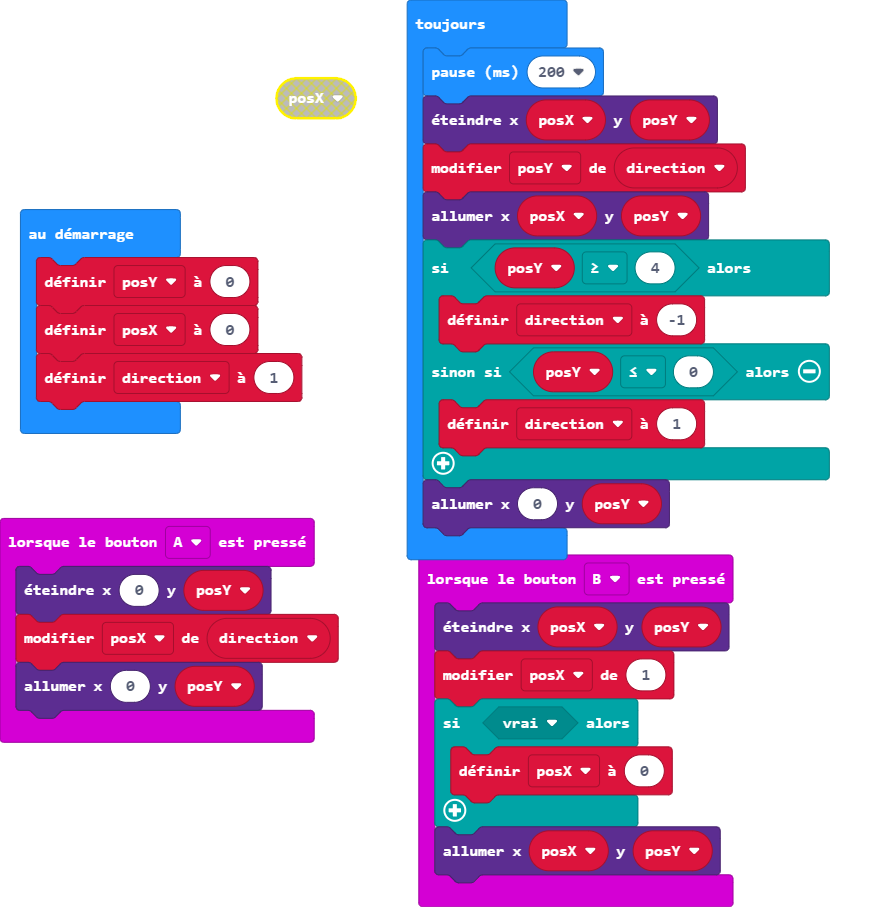 posX
au démarrage
définir posY à 0
définir posX à 0
définir direction à 1
toujours
pause (ms) 200
éteindre x posX y posY
modifier posY de direction
allumer x posX y posY
si posY ≥ 4 alors
définir direction à -1
sinon si posY ≤ 0 alors
définir direction à 1
allumer x 0 y posY
lorsque le bouton A est pressé
éteindre x 0 y posY
modifier posX de direction
allumer x 0 y posY
lorsque le bouton B est pressé
éteindre x posX y posY
modifier posX de 1
si vrai alors
définir posX à 0
allumer x posX y posY